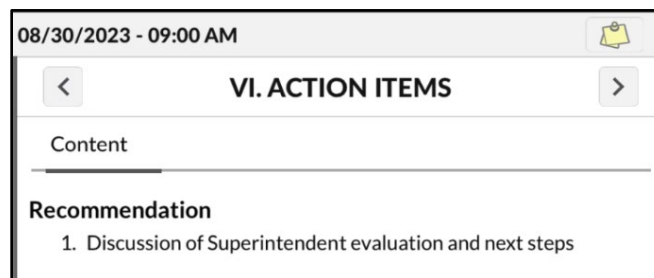 08/30/2023 - 09:00 AM
VI. ACTION ITEMS
Content
Recommendation
1. Discussion of Superintendent evaluation and next steps